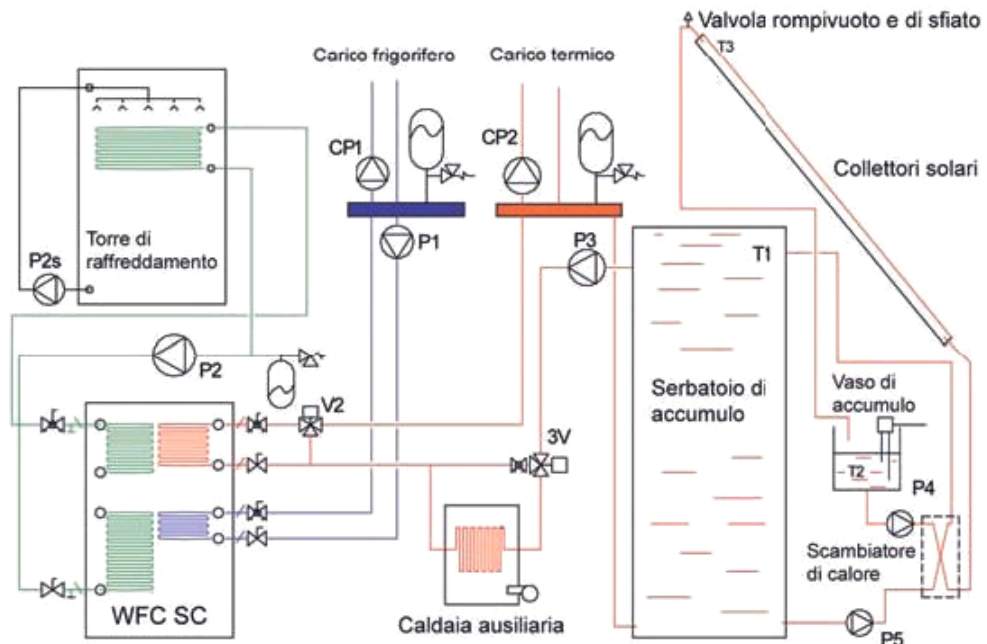 Valvola rompivuoto e di sfiato
T3
Carico frigorifero
Carico termico
CP1
CP2
Collettori solari
Torre di
raffreddamento
P2s
P1
P3
T1
P2
Serbatoio di
accumulo
Vaso di
accumulo
V2
3V
T2
P4
Scambiatore
di calore
WFC SC
Caldaia ausiliaria
P5